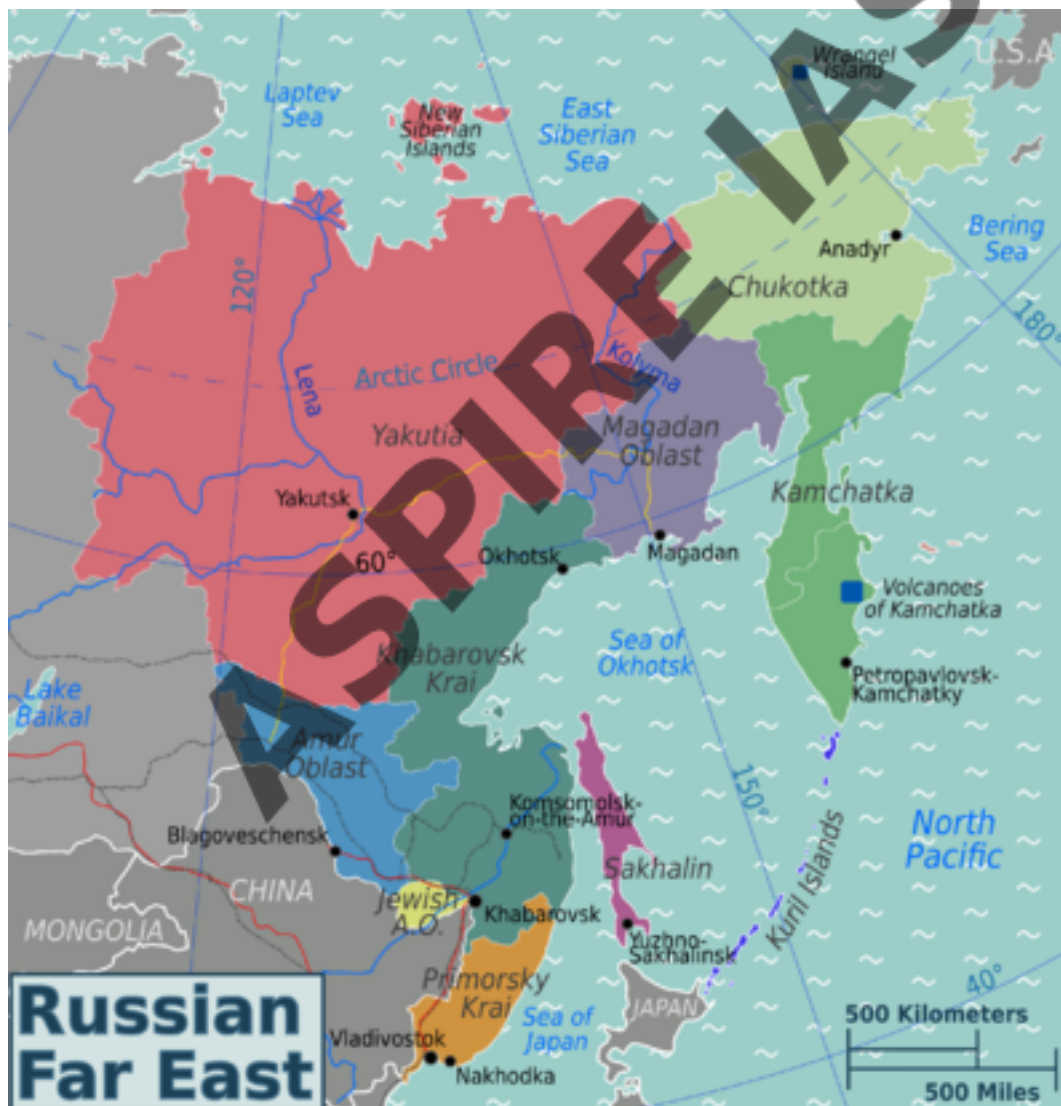 U.S.A
Wrangel
Island
Laptev
Sea
New
Siberian
Islands
East
Siberian
Sea
Bering
Sea
Anadyr
Chukotka
180°
120°
Lena
Arctic Circle
Kolyma
Yakutia
Magadan
Oblast
Kamchatka
Yakutsk
60°
Okhotsk
Magadan
Volcanoes
of Kamchatka
Sea of
Okhotsk
Khabarovsk
Krai
Petropavlovsk-
Kamchatky
Lake
Baikal
Amur
Oblast
150°
Komsomolsk-
on-the-Amur
North
Pacific
Blagoveschensk
Sakhalin
CHINA
Jewish
A.O.
Khabarovsk
Kuril Islands
MONGOLIA
Yuzhno-
Sakhalinsk
Primorsky
Krai
40°
JAPAN
Sea of
Japan
Vladivostok
Nakhodka
Russian
Far East
500 Kilometers
500 Miles
ASPIRE IAS